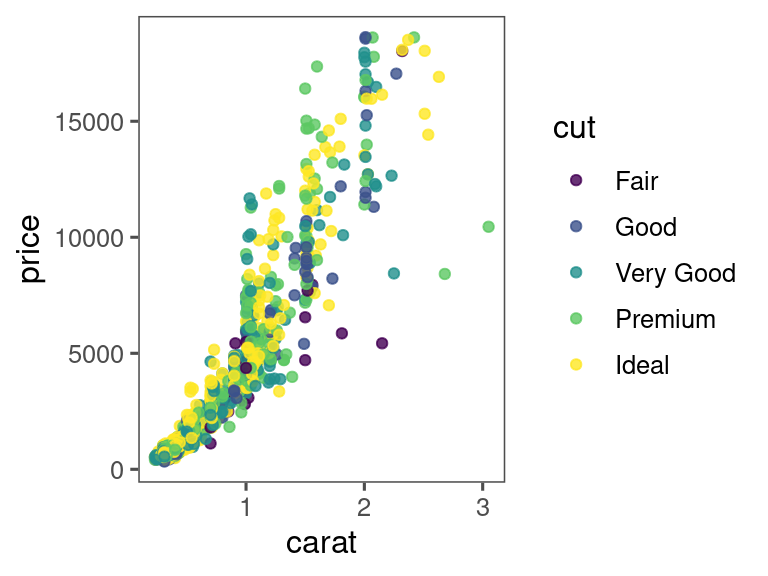 price
15000
10000
5000
0
1 2 3
carat
cut
Fair
Good
Very Good
Premium
Ideal